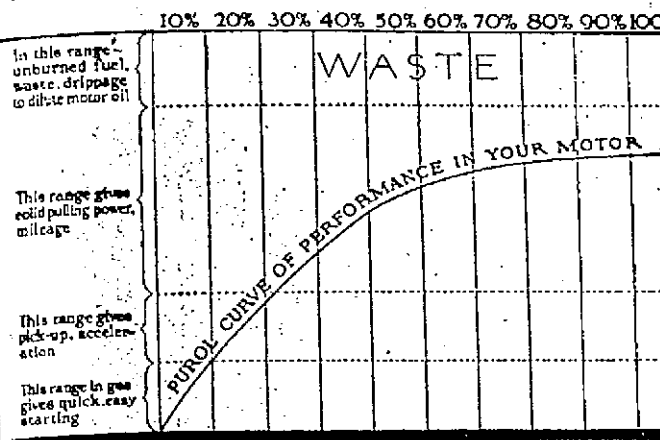 10% 20% 30% 40% 50% 60% 70% 80% 90% 100
In this range -
unburned fuel,
waste, drippage
to dilute motor oil
WASTE
This range gives
solid pulling power,
mileage
This range gives
pick-up, acceler-
ation
This range in gas
gives quick, easy
starting
PUROL CURVE OF PERFORMANCE IN YOUR MOTOR